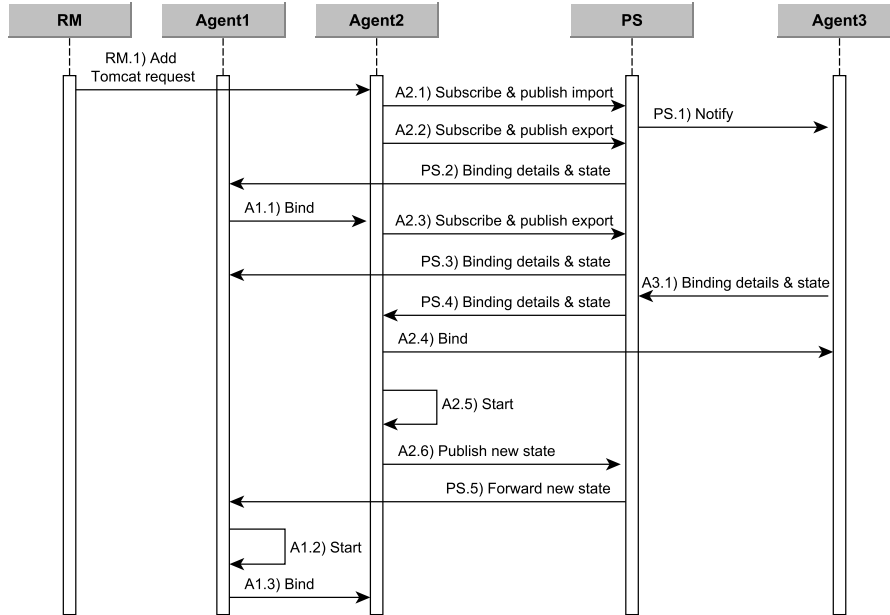 RM
Agent1
Agent2
PS
Agent3
RM.1) Add
Tomcat request
A2.1) Subscribe & publish import
PS.1) Notify
A2.2) Subscribe & publish export
PS.2) Binding details & state
A1.1) Bind
A2.3) Subscribe & publish export
PS.3) Binding details & state
A3.1) Binding details & state
PS.4) Binding details & state
A2.4) Bind
A2.5) Start
A2.6) Publish new state
PS.5) Forward new state
A1.2) Start
A1.3) Bind